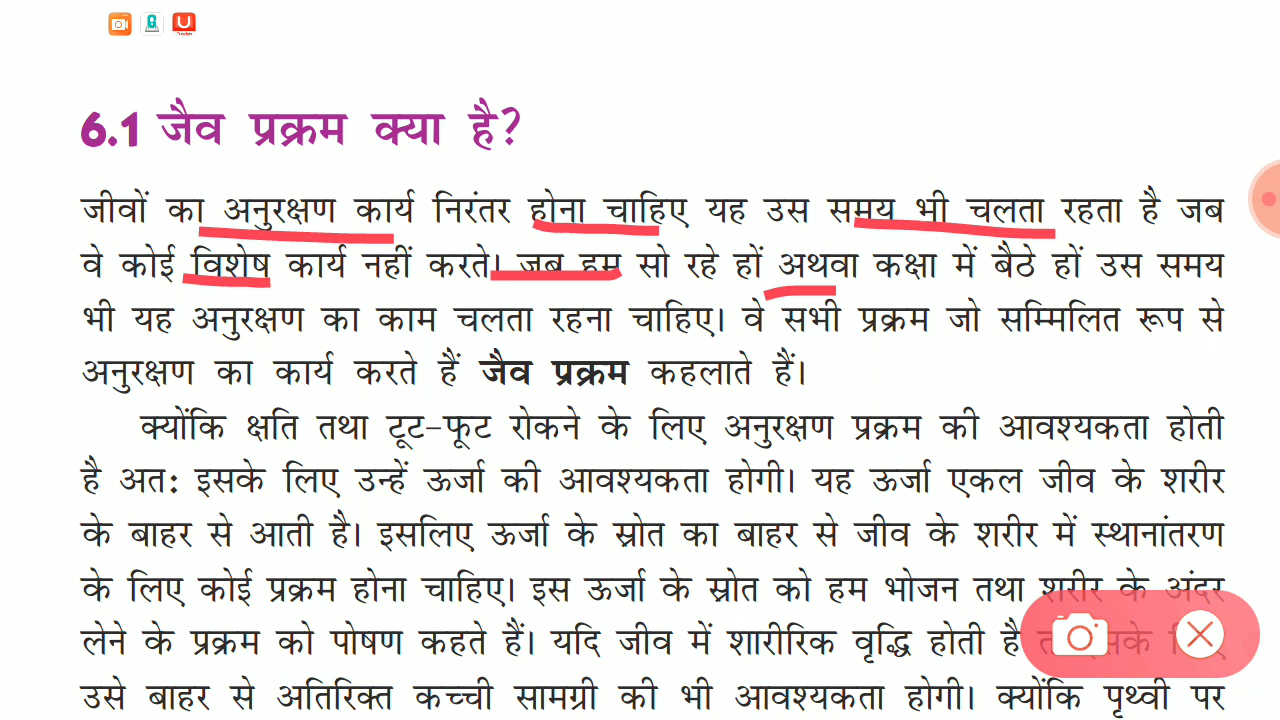 6.1 जैव प्रक्रम क्या है?
जीवों का अनुरक्षण कार्य निरंतर होना चाहिए यह उस समय भी चलता रहता है जब
वे कोई विशेष कार्य नहीं करते। जब हम सो रहे हों अथवा कक्षा में बैठे हों उस समय
भी यह अनुरक्षण का काम चलता रहना चाहिए। वे सभी प्रक्रम जो सम्मिलित रूप से
अनुरक्षण का कार्य करते हैं जैव प्रक्रम कहलाते हैं।
क्योंकि क्षति तथा टूट-फूट रोकने के लिए अनुरक्षण प्रक्रम की आवश्यकता होती
है अतः इसके लिए उन्हें ऊर्जा की आवश्यकता होगी। यह ऊर्जा एकल जीव के शरीर
के बाहर से आती है। इसलिए ऊर्जा के स्रोत का बाहर से जीव के शरीर में स्थानांतरण
के लिए कोई प्रक्रम होना चाहिए। इस ऊर्जा के स्रोत को हम भोजन तथा शरीर के अंदर
लेने के प्रक्रम को पोषण कहते हैं। यदि जीव में शारीरिक वृद्धि होती है
उसे बाहर से अतिरिक्त कच्ची सामग्री की भी आवश्यकता होगी। क्योंकि पृथ्वी पर